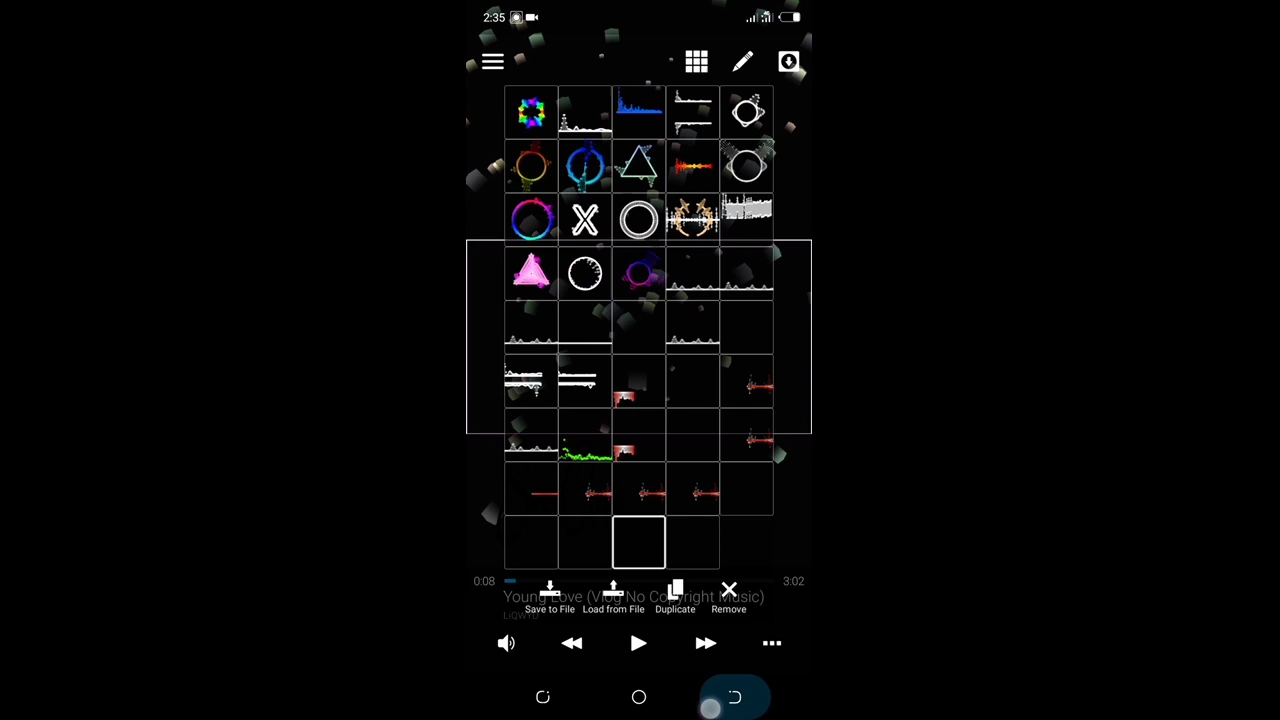 2:35
0:08
3:02
Young Love (Vlog No Copyright Music)
Save to File
Load from File
Duplicate
Remove
LiQWYD